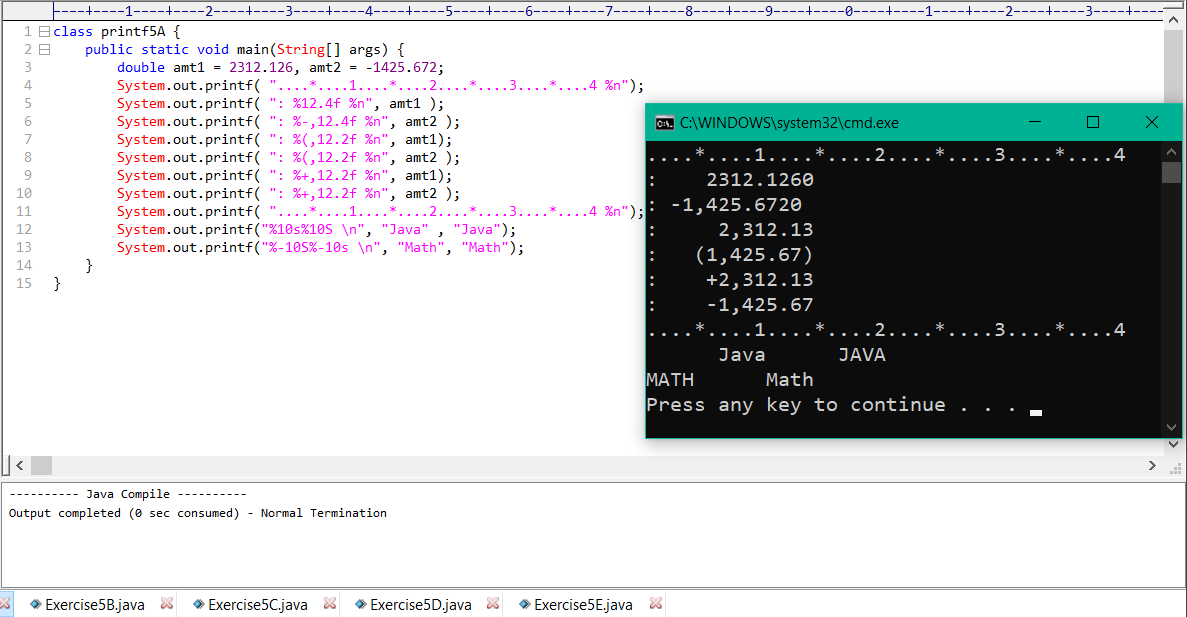 ----+----1----+----2----+----3----+----4----+----5----+----6----+----7----+----8----+----9----+----0----+----1----+----2----+----3----+----
1 class printf5A {
2     public static void main(String[] args) {
3         double amt1 = 2312.126, amt2 = -1425.672;
4         System.out.printf( "....*....1....*....2....*....3....*....4 %n");
5         System.out.printf( ": %12.4f %n", amt1 );
6         System.out.printf( ": %-,12.4f %n", amt2 );
7         System.out.printf( ": %(,12.2f %n", amt1);
8         System.out.printf( ": %(,12.2f %n", amt2 );
9         System.out.printf( ": %+,12.2f %n", amt1);
10         System.out.printf( ": %+,12.2f %n", amt2 );
11         System.out.printf( "....*....1....*....2....*....3....*....4 %n");
12         System.out.printf("%10s%10S \n", "Java" , "Java");
13         System.out.printf("%-10S%-10s \n", "Math", "Math");
14     }
15 }
C:\WINDOWS\system32\cmd.exe
....*....1....*....2....*....3....*....4
:    2312.1260
: -1,425.6720
:     2,312.13
:   (1,425.67)
:    +2,312.13
:    -1,425.67
....*....1....*....2....*....3....*....4
      Java      JAVA
MATH      Math
Press any key to continue . . .
---------- Java Compile ----------
Output completed (0 sec consumed) - Normal Termination
Exercise5B.java Exercise5C.java Exercise5D.java Exercise5E.java